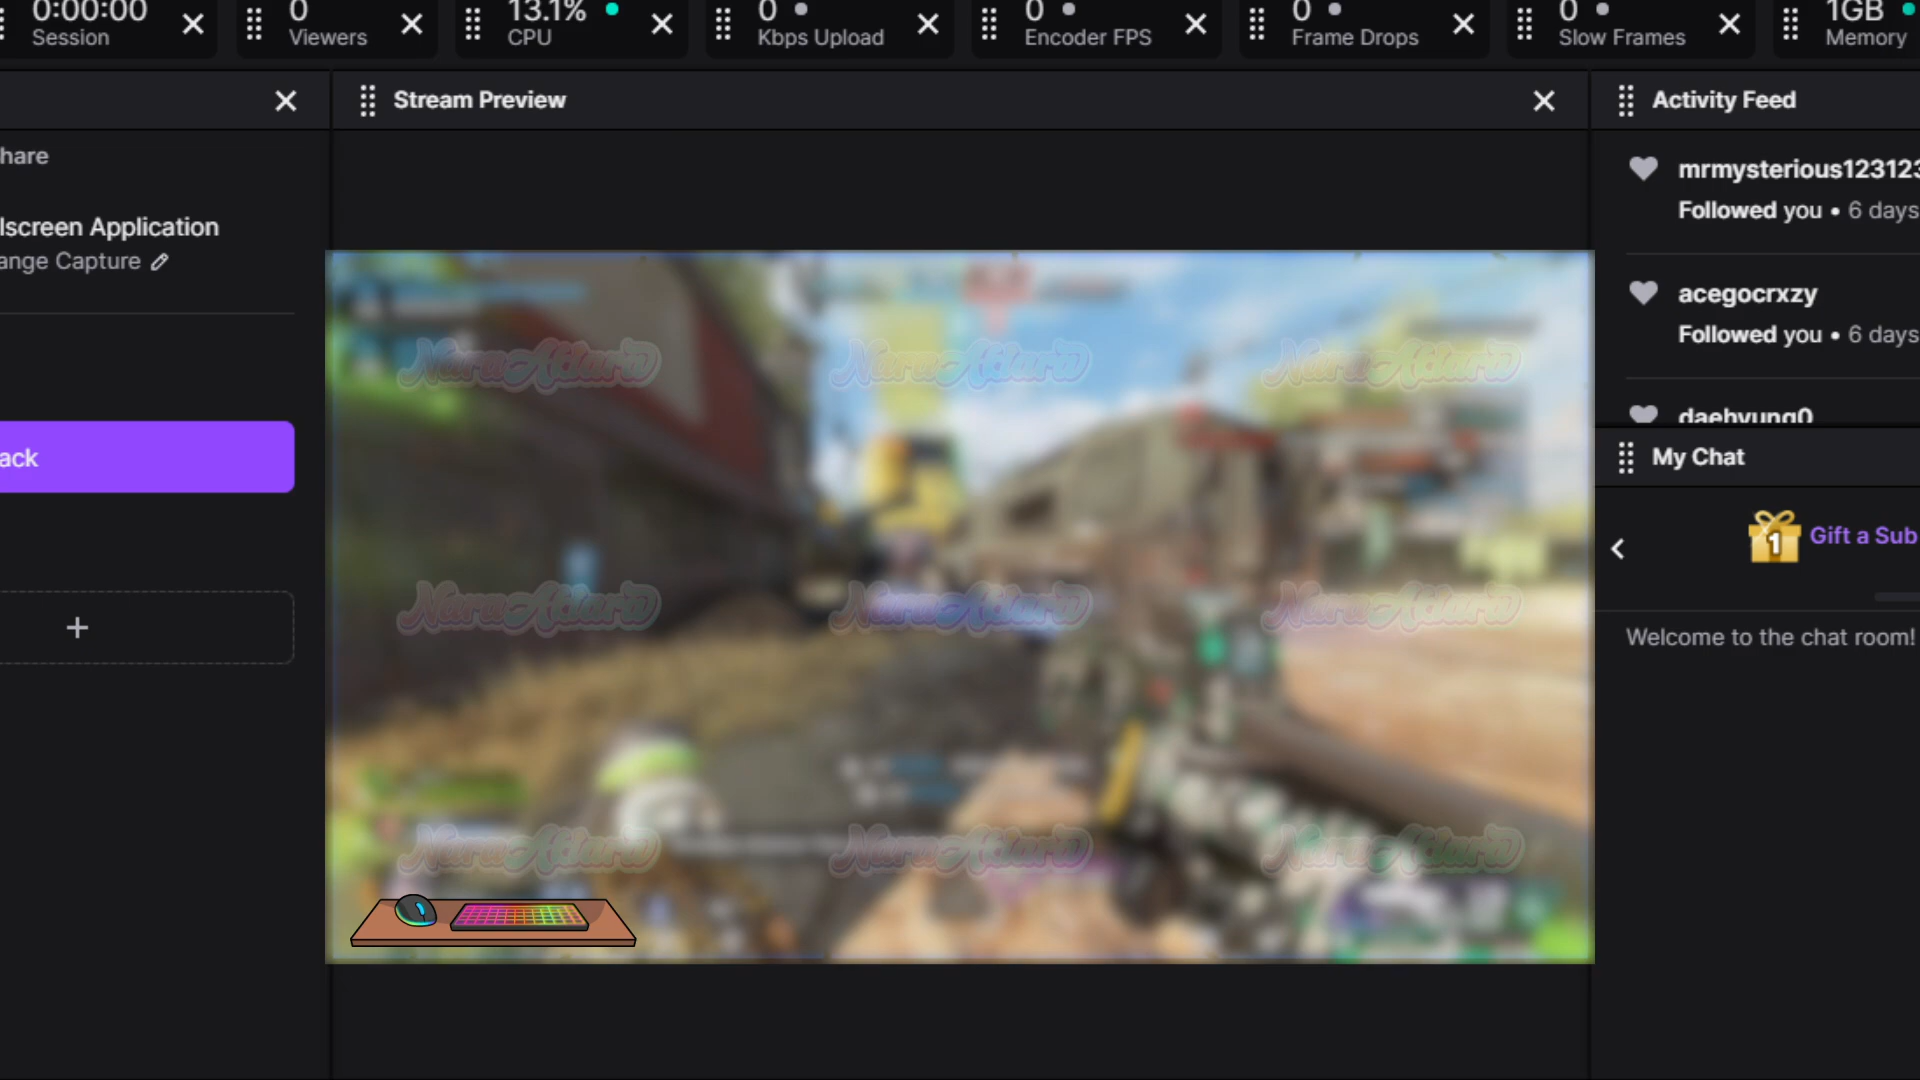 0:00:00
Session
0
Viewers
13.1%
CPU
0
Kbps Upload
0
Encoder FPS
0
Frame Drops
0
Slow Frames
1GB
Memory
Stream Preview
Activity Feed
hare
lscreen Application
ange Capture
ack
mrmysterious123123
Followed you • 6 days
acegocrxzy
Followed you • 6 days
daehyung0
My Chat
1
Gift a Sub
Welcome to the chat room!